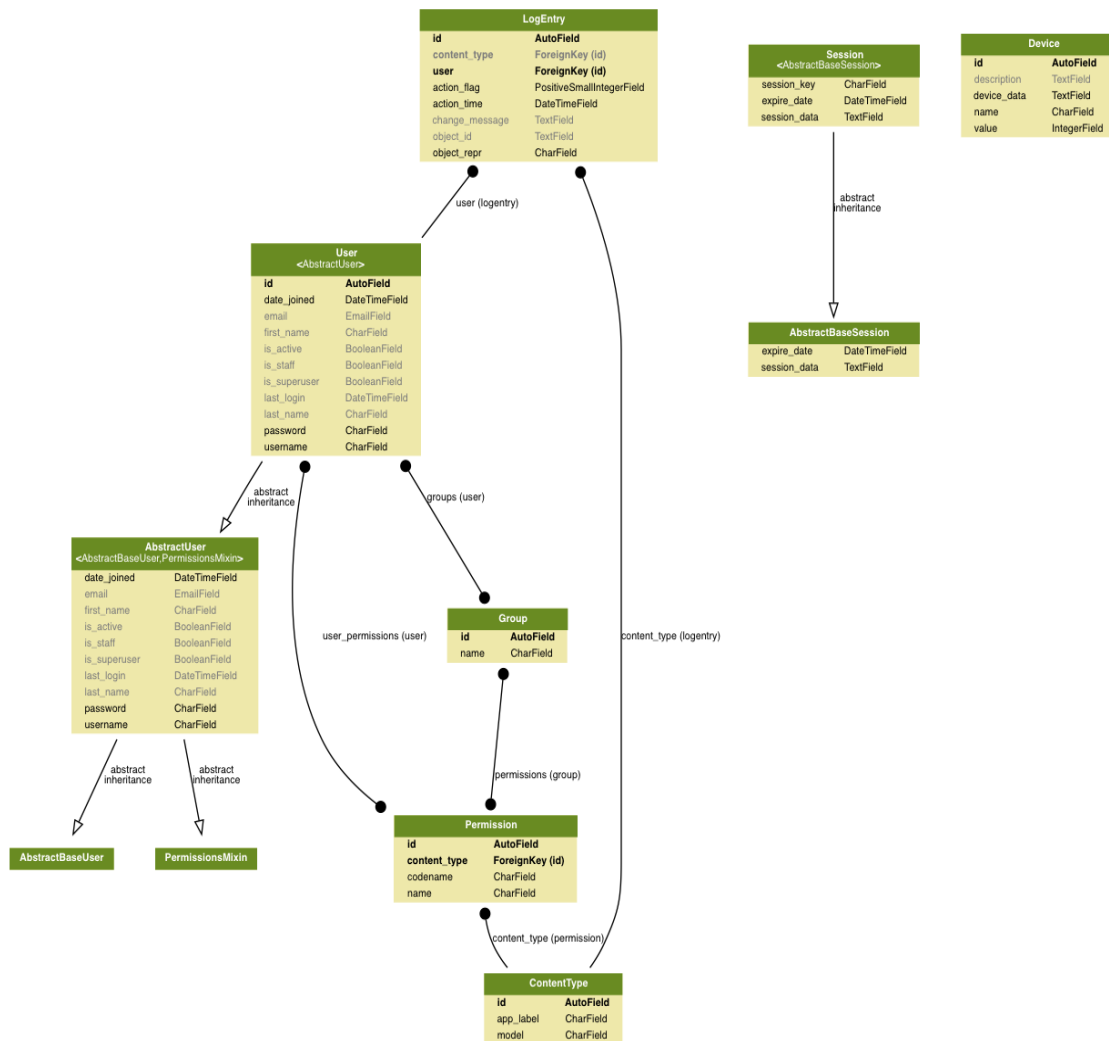 LogEntry
id AutoField
content_type ForeignKey (id)
user ForeignKey (id)
action_flag PositiveSmallIntegerField
action_time DateTimeField
change_message TextField
object_id TextField
object_repr CharField
Session
<AbstractBaseSession>
session_key CharField
expire_date DateTimeField
session_data TextField
Device
id AutoField
description TextField
device_data TextField
name CharField
value IntegerField
user (logentry)
abstract
inheritance
User
<AbstractUser>
id AutoField
date_joined DateTimeField
email EmailField
first_name CharField
is_active BooleanField
is_staff BooleanField
is_superuser BooleanField
last_login DateTimeField
last_name CharField
password CharField
username CharField
AbstractBaseSession
expire_date DateTimeField
session_data TextField
abstract
inheritance
groups (user)
AbstractUser
<AbstractBaseUser,PermissionsMixin>
date_joined DateTimeField
email EmailField
first_name CharField
is_active BooleanField
is_staff BooleanField
is_superuser BooleanField
last_login DateTimeField
last_name CharField
password CharField
username CharField
user_permissions (user)
Group
id AutoField
name CharField
content_type (logentry)
abstract
inheritance
abstract
inheritance
permissions (group)
AbstractBaseUser
PermissionsMixin
Permission
id AutoField
content_type ForeignKey (id)
codename CharField
name CharField
content_type (permission)
ContentType
id AutoField
app_label CharField
model CharField